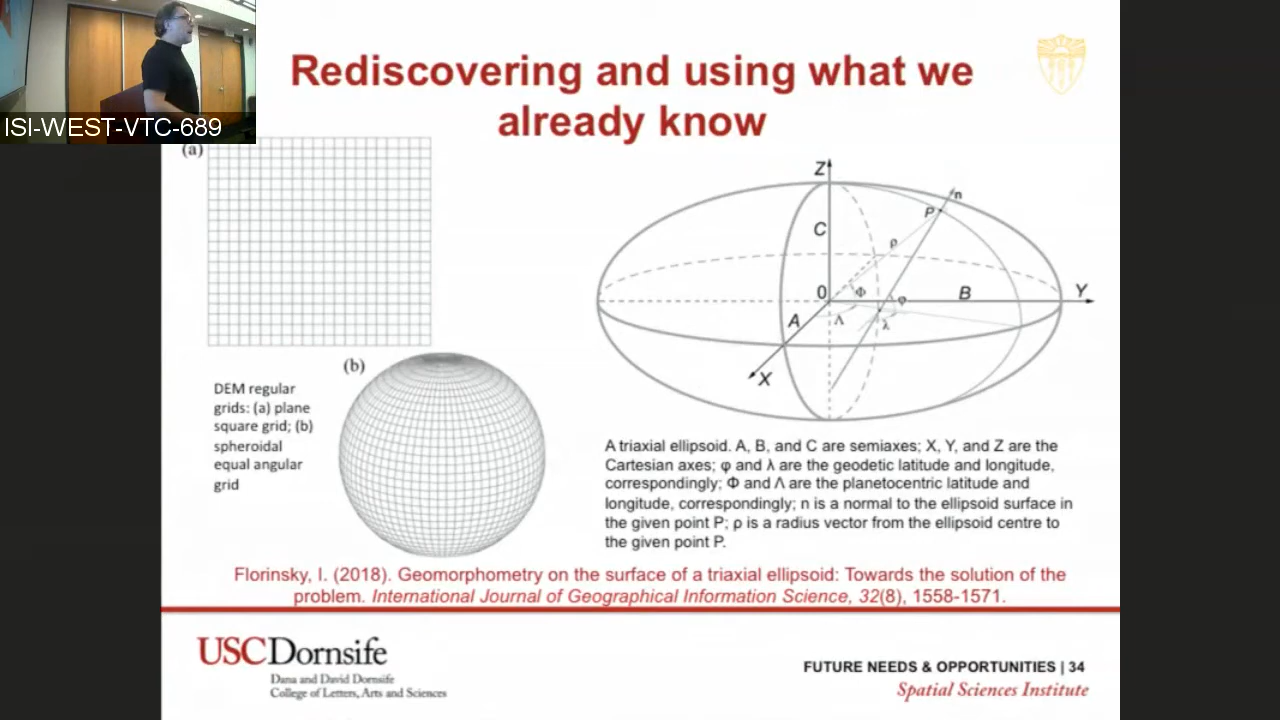 ISI-WEST-VTC-689
Rediscovering and using what we
already know
(a)
(b)
DEM regular
grids: (a) plane
square grid; (b)
spheroidal
equal angular
grid
Z
n
P
C
ρ
0
Φ
φ
B
Y
A
Λ
λ
X
A triaxial ellipsoid. A, B, and C are semiaxes; X, Y, and Z are the
Cartesian axes; φ and λ are the geodetic latitude and longitude,
correspondingly; Φ and Λ are the planetocentric latitude and
longitude, correspondingly; n is a normal to the ellipsoid surface in
the given point P; ρ is a radius vector from the ellipsoid centre to
the given point P.
Florinsky, I. (2018). Geomorphometry on the surface of a triaxial ellipsoid: Towards the solution of the
problem. International Journal of Geographical Information Science, 32(8), 1558-1571.
USCDornsife
Dana and David Dornsife
College of Letters, Arts and Sciences
FUTURE NEEDS & OPPORTUNITIES | 34
Spatial Sciences Institute